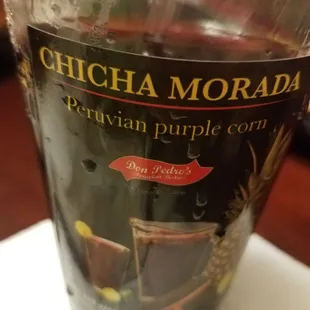 CHICHA MORADA
Peruvian purple corn
Don Pedro's